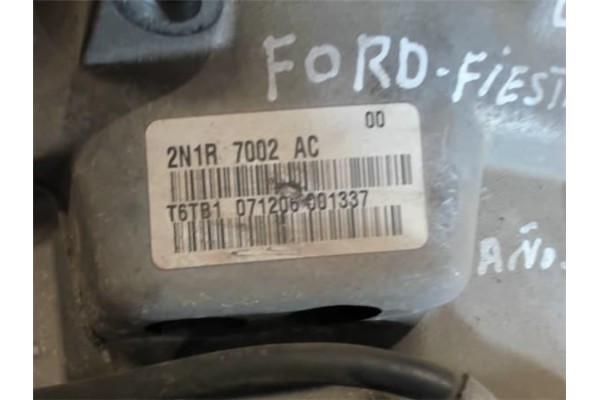 FORD-FIEST
00
2N1R 7002 AC
T6TB1 071206 001337
AÑO